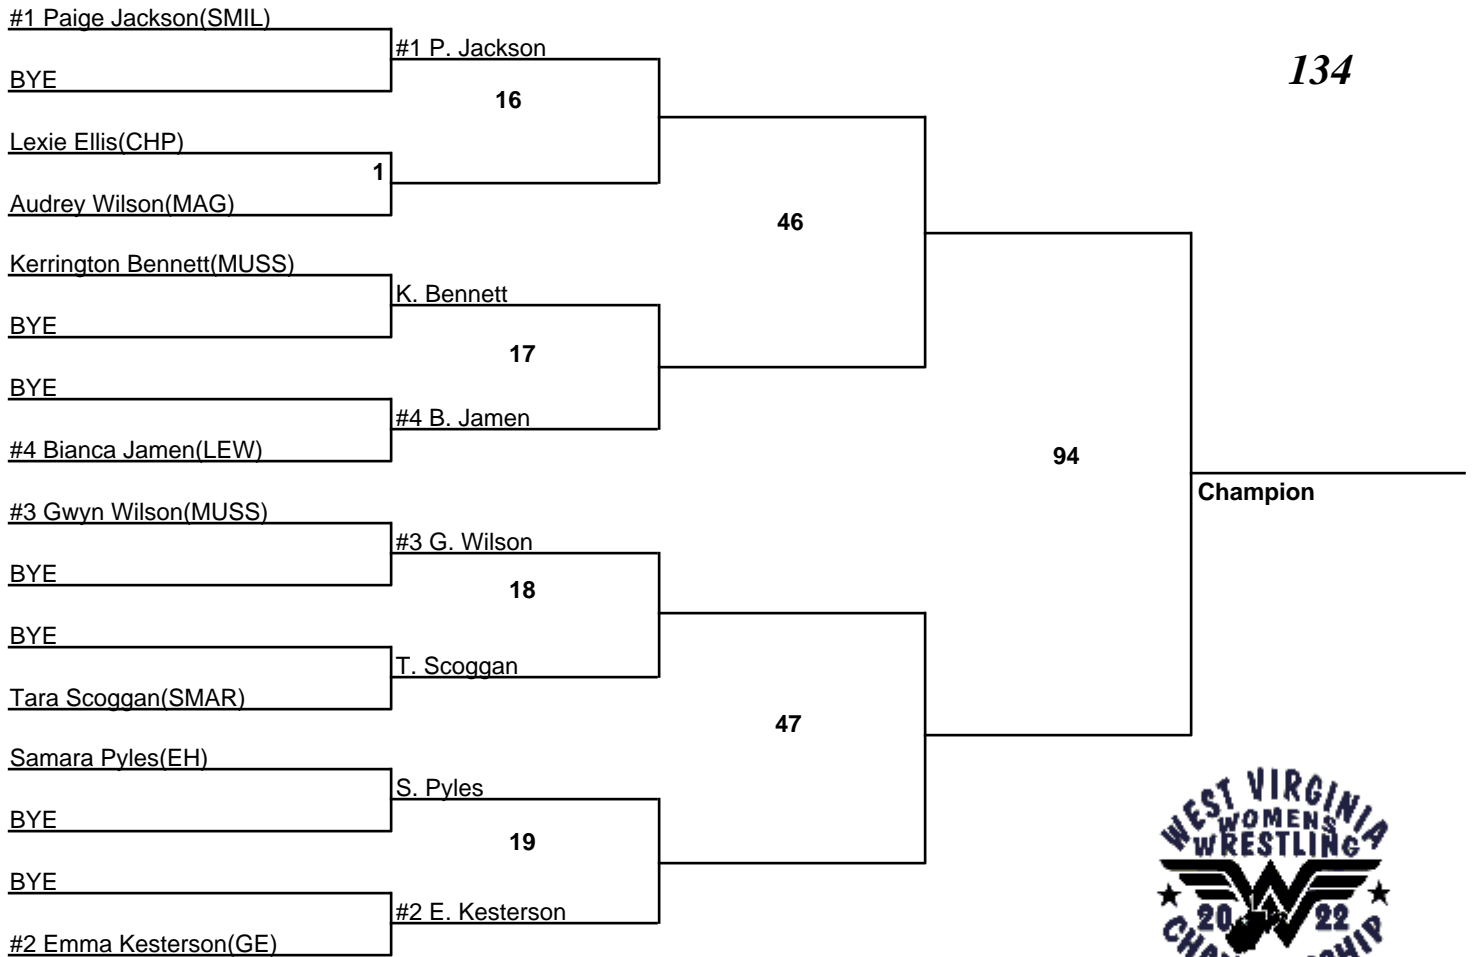 #1 Paige Jackson(SMIL)
#1 P. Jackson
134
BYE
16
Lexie Ellis(CHP)
1
Audrey Wilson(MAG)
46
Kerrington Bennett(MUSS)
K. Bennett
BYE
17
BYE
#4 B. Jamen
#4 Bianca Jamen(LEW)
94
Champion
#3 Gwyn Wilson(MUSS)
#3 G. Wilson
BYE
18
BYE
T. Scoggan
Tara Scoggan(SMAR)
47
Samara Pyles(EH)
S. Pyles
BYE
19
BYE
#2 E. Kesterson
#2 Emma Kesterson(GE)
WEST VIRGINIA
WOMENS
WRESTLING
20 22